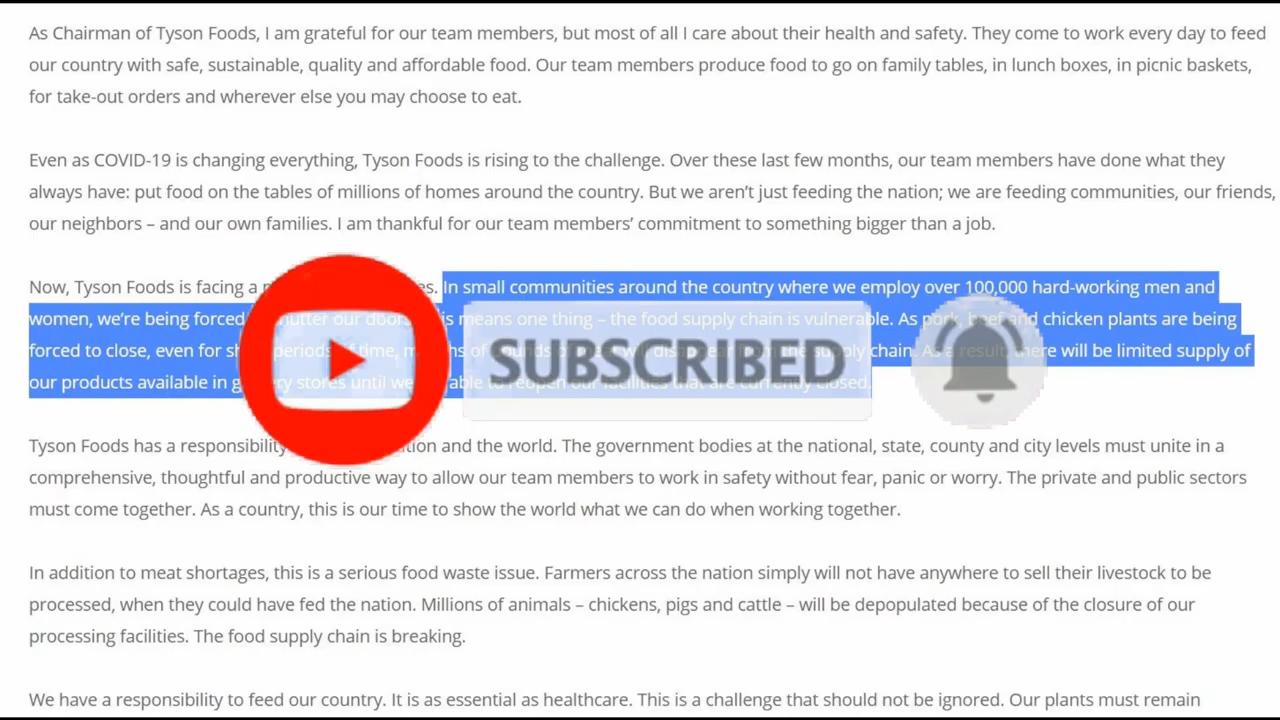 As Chairman of Tyson Foods, I am grateful for our team members, but most of all I care about their health and safety. They come to work every day to feed
our country with safe, sustainable, quality and affordable food. Our team members produce food to go on family tables, in lunch boxes, in picnic baskets,
for take-out orders and wherever else you may choose to eat.
Even as COVID-19 is changing everything, Tyson Foods is rising to the challenge. Over these last few months, our team members have done what they
always have: put food on the tables of millions of homes around the country. But we aren’t just feeding the nation; we are feeding communities, our friends,
our neighbors – and our own families. I am thankful for our team members’ commitment to something bigger than a job.
Now, Tyson Foods is facing a In small communities around the country where we employ over 100,000 hard-working men and
women, we’re being forced shutter our doors. means one thing – the food supply chain is vulnerable. As pork, beef and chicken plants are being
forced to close, even for periods of time, of pounds of will disappear from the supply chain. As a result, there will be limited supply of
our products available in grocery stores until we able to reopen our facilities that are currently closed.
SUBSCRIBED
Tyson Foods has a responsibility and the world. The government bodies at the national, state, county and city levels must unite in a
comprehensive, thoughtful and productive way to allow our team members to work in safety without fear, panic or worry. The private and public sectors
must come together. As a country, this is our time to show the world what we can do when working together.
In addition to meat shortages, this is a serious food waste issue. Farmers across the nation simply will not have anywhere to sell their livestock to be
processed, when they could have fed the nation. Millions of animals – chickens, pigs and cattle – will be depopulated because of the closure of our
processing facilities. The food supply chain is breaking.
We have a responsibility to feed our country. It is as essential as healthcare. This is a challenge that should not be ignored. Our plants must remain